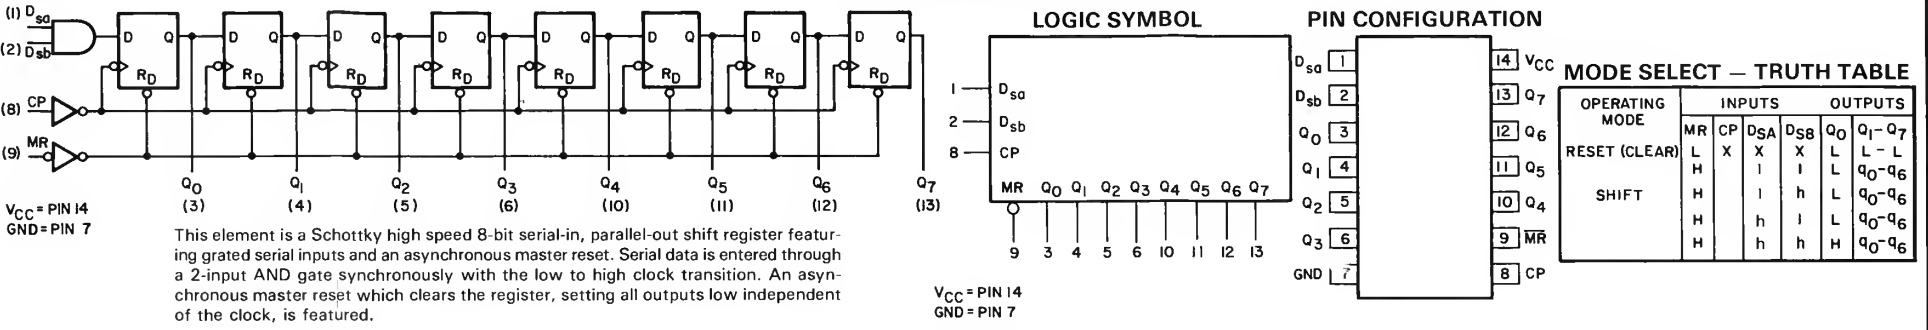 (1) Dsa
(2) Dsb
(8) CP
(9) MR
D Q D Q D Q D Q D Q D Q D Q D Q
RD RD RD RD RD RD RD RD
Q0 Q1 Q2 Q3 Q4 Q5 Q6 Q7
(3) (4) (5) (6) (10) (11) (12) (13)
VCC = PIN 14
GND = PIN 7
This element is a Schottky high speed 8-bit serial-in, parallel-out shift register featur-
ing grated serial inputs and an asynchronous master reset. Serial data is entered through
a 2-input AND gate synchronously with the low to high clock transition. An asyn-
chronous master reset which clears the register, setting all outputs low independent
of the clock, is featured.
LOGIC SYMBOL
1 Dsa
2 Dsb
8 CP
MR Q0 Q1 Q2 Q3 Q4 Q5 Q6 Q7
9 3 4 5 6 10 11 12 13
VCC = PIN 14
GND = PIN 7
PIN CONFIGURATION
Dsa 1 14 VCC
Dsb 2 13 Q7
Q0 3 12 Q6
Q1 4 11 Q5
Q2 5 10 Q4
Q3 6 9 MR
GND 7 8 CP
MODE SELECT — TRUTH TABLE
OPERATING MODE INPUTS OUTPUTS
MR CP DSA DSB Q0 Q1-Q7
RESET (CLEAR) L X X X L L - L
H l l L q0-q6
SHIFT H l h L q0-q6
H h l L q0-q6
H h h H q0-q6